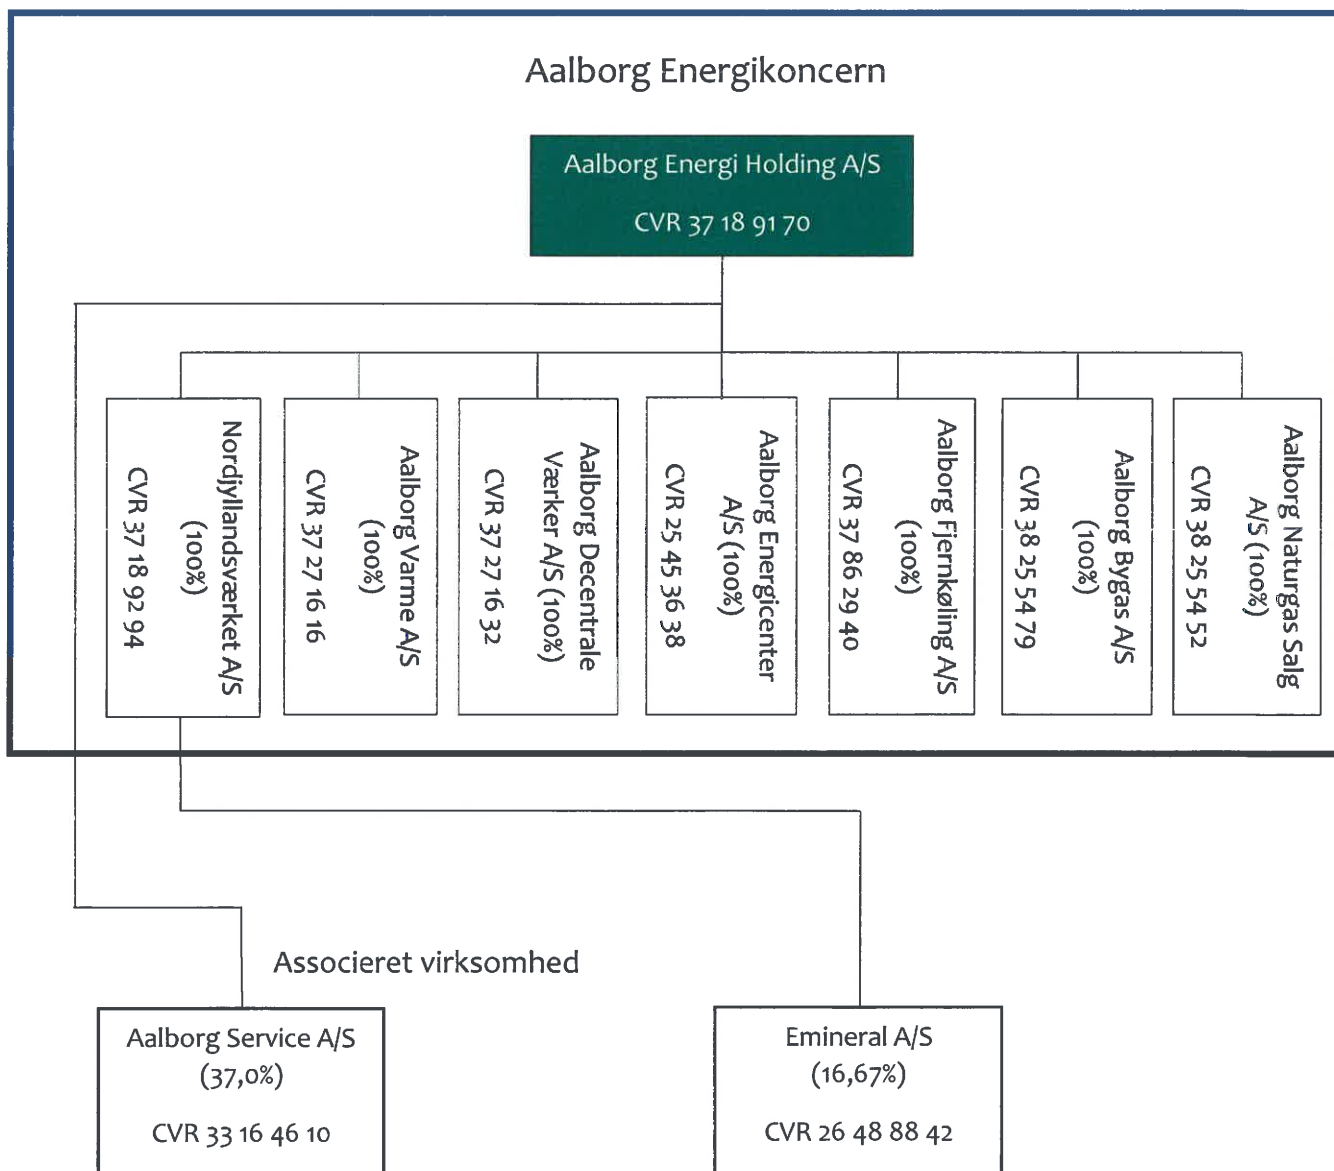 Aalborg Energikoncern
Aalborg Energi Holding A/S
CVR 37 18 91 70
Nordjyllandsværket A/S
(100%)
CVR 37 18 92 94
Aalborg Varme A/S
(100%)
CVR 37 27 16 16
Aalborg Decentrale
Værker A/S (100%)
CVR 37 27 16 32
Aalborg Energicenter
A/S (100%)
CVR 25 45 36 38
Aalborg Fjernkøling A/S
(100%)
CVR 37 86 29 40
Aalborg Bygas A/S
(100%)
CVR 38 25 54 79
Aalborg Naturgas Salg
A/S (100%)
CVR 38 25 54 52
Associeret virksomhed
Aalborg Service A/S
(37,0%)
CVR 33 16 46 10
Emineral A/S
(16,67%)
CVR 26 48 88 42